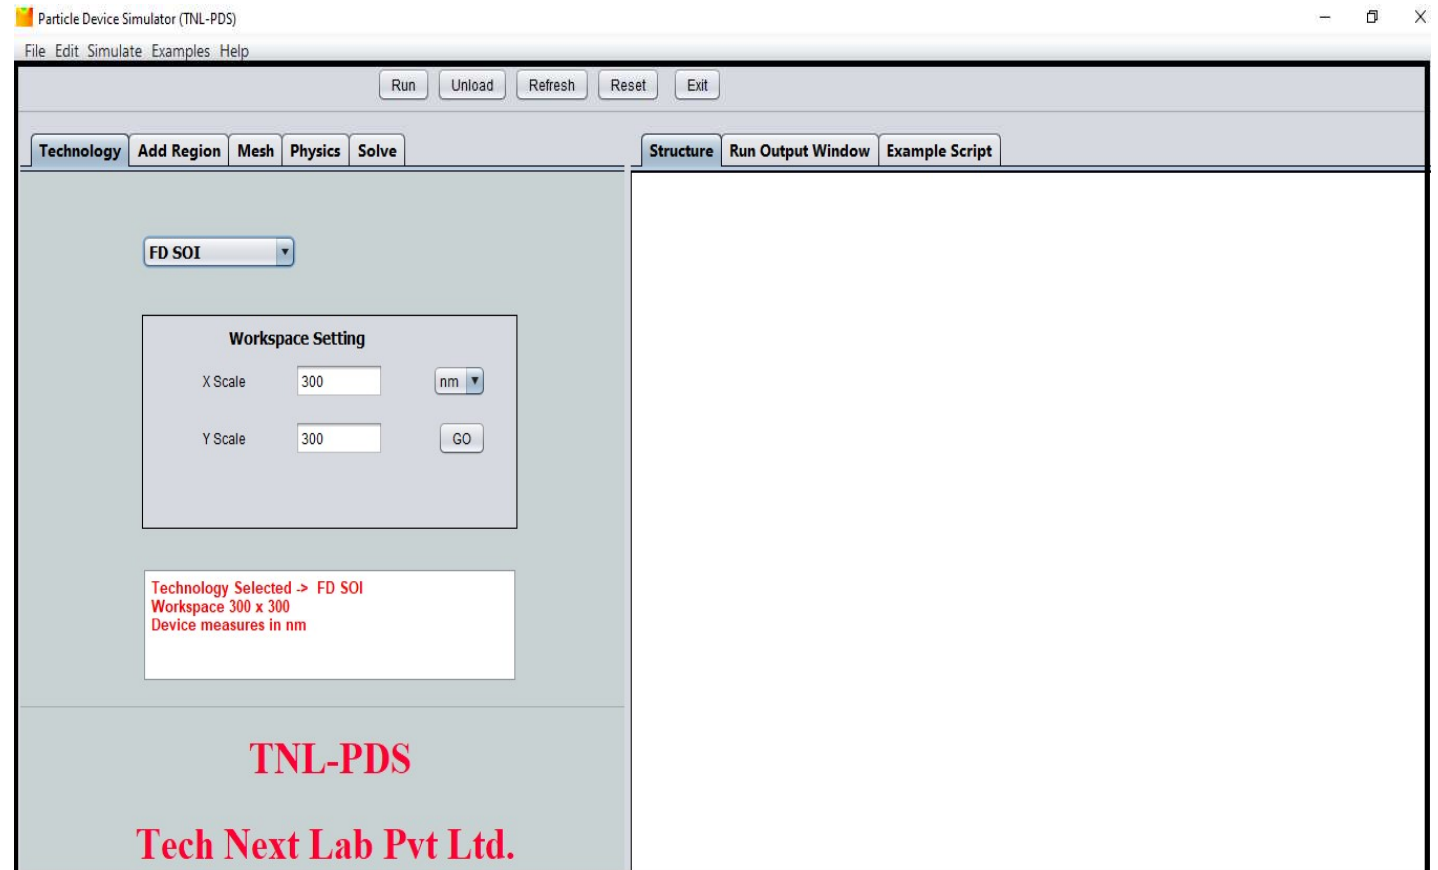 Particle Device Simulator (TNL-PDS)
File Edit Simulate Examples Help
Run Unload Refresh Reset Exit
Technology Add Region Mesh Physics Solve
Structure Run Output Window Example Script
FD SOI
Workspace Setting
X Scale 300 nm
Y Scale 300 GO
Technology Selected -> FD SOI
Workspace 300 x 300
Device measures in nm
TNL-PDS
Tech Next Lab Pvt Ltd.